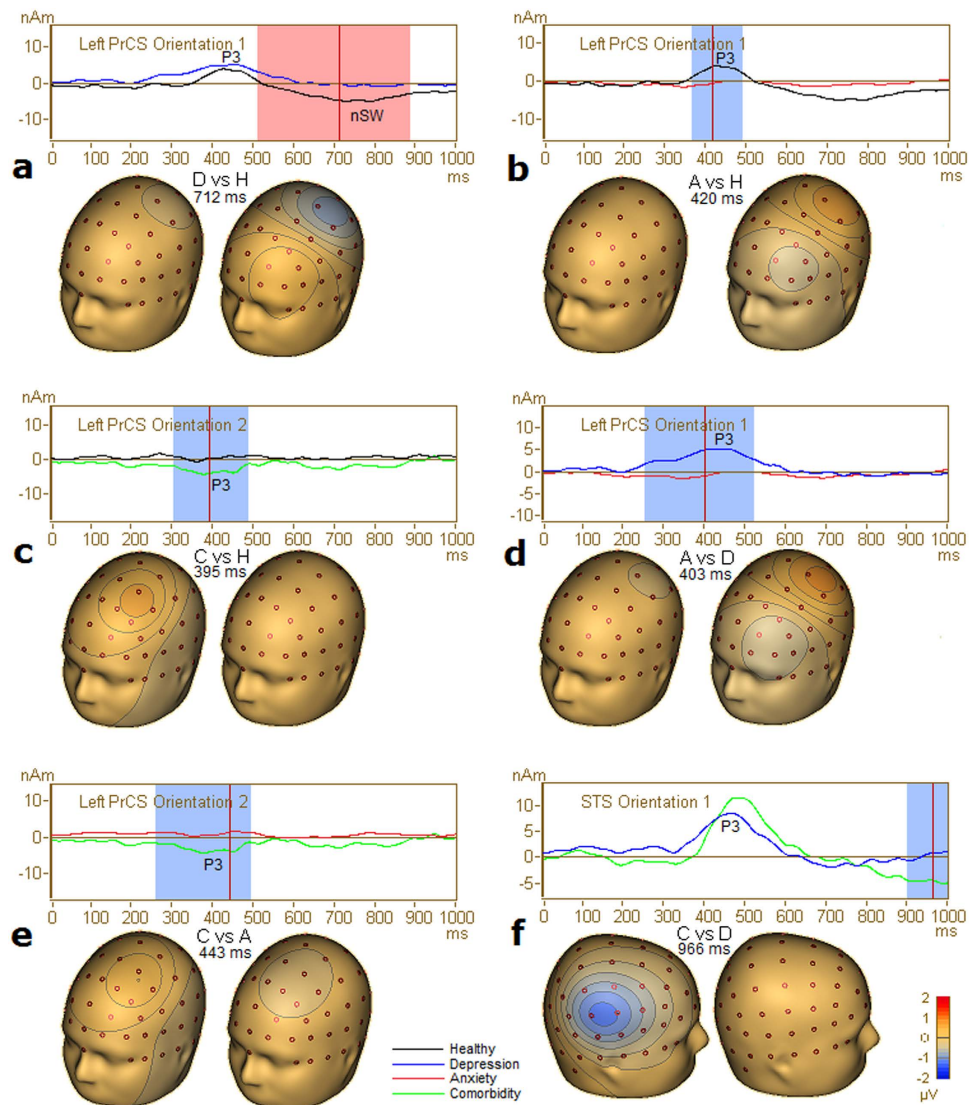 nAm
10
0
-10
Left PrCS Orientation 1
P3
nSW
0 100 200 300 400 500 600 700 800 900 1000
ms
a
D vs H
712 ms
nAm
10
0
-10
Left PrCS Orientation 1
P3
0 100 200 300 400 500 600 700 800 900 1000
ms
b
A vs H
420 ms
nAm
10
0
-10
Left PrCS Orientation 2
P3
0 100 200 300 400 500 600 700 800 900 1000
ms
c
C vs H
395 ms
nAm
10
5
0
-5
-10
Left PrCS Orientation 1
P3
0 100 200 300 400 500 600 700 800 900 1000
ms
d
A vs D
403 ms
nAm
10
0
-10
Left PrCS Orientation 2
P3
0 100 200 300 400 500 600 700 800 900 1000
ms
e
C vs A
443 ms
nAm
10
5
0
-5
STS Orientation 1
P3
0 100 200 300 400 500 600 700 800 900 1000
ms
f
C vs D
966 ms
Healthy
Depression
Anxiety
Comorbidity
2
1
0
-1
-2
µV